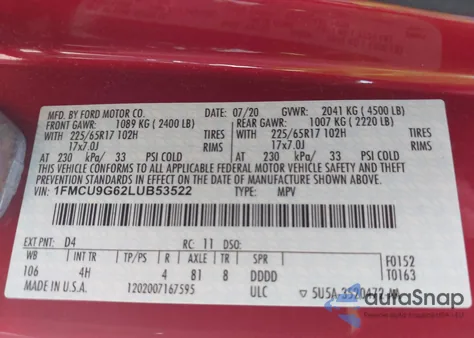 MFD. BY FORD MOTOR CO. 07/20 GVWR: 2041 KG (4500 LB)
FRONT GAWR: 1089 KG (2400 LB) REAR GAWR: 1007 KG (2220 LB)
WITH 225/65R17 102H TIRES WITH 225/65R17 102H TIRES
17x7.0J RIMS 17x7.0J RIMS
AT 230 kPa/ 33 PSI COLD AT 230 kPa/ 33 PSI COLD
THIS VEHICLE CONFORMS TO ALL APPLICABLE FEDERAL MOTOR VEHICLE
SAFETY AND THEFT PREVENTION STANDARDS IN EFFECT ON THE DATE OF
MANUFACTURE SHOWN ABOVE.
VIN: 1FMCU9G62LUB53522 TYPE: MPV
EXT PNT: D4 RC: 11 DSO:
WB INT TR TP/PS R AXLE TR SPR F0152
106 4H 4 4 81 8 DDDD T0163
MADE IN U.S.A. 1202007167595 ULC 5U5A-3520472-AA
autoSnap